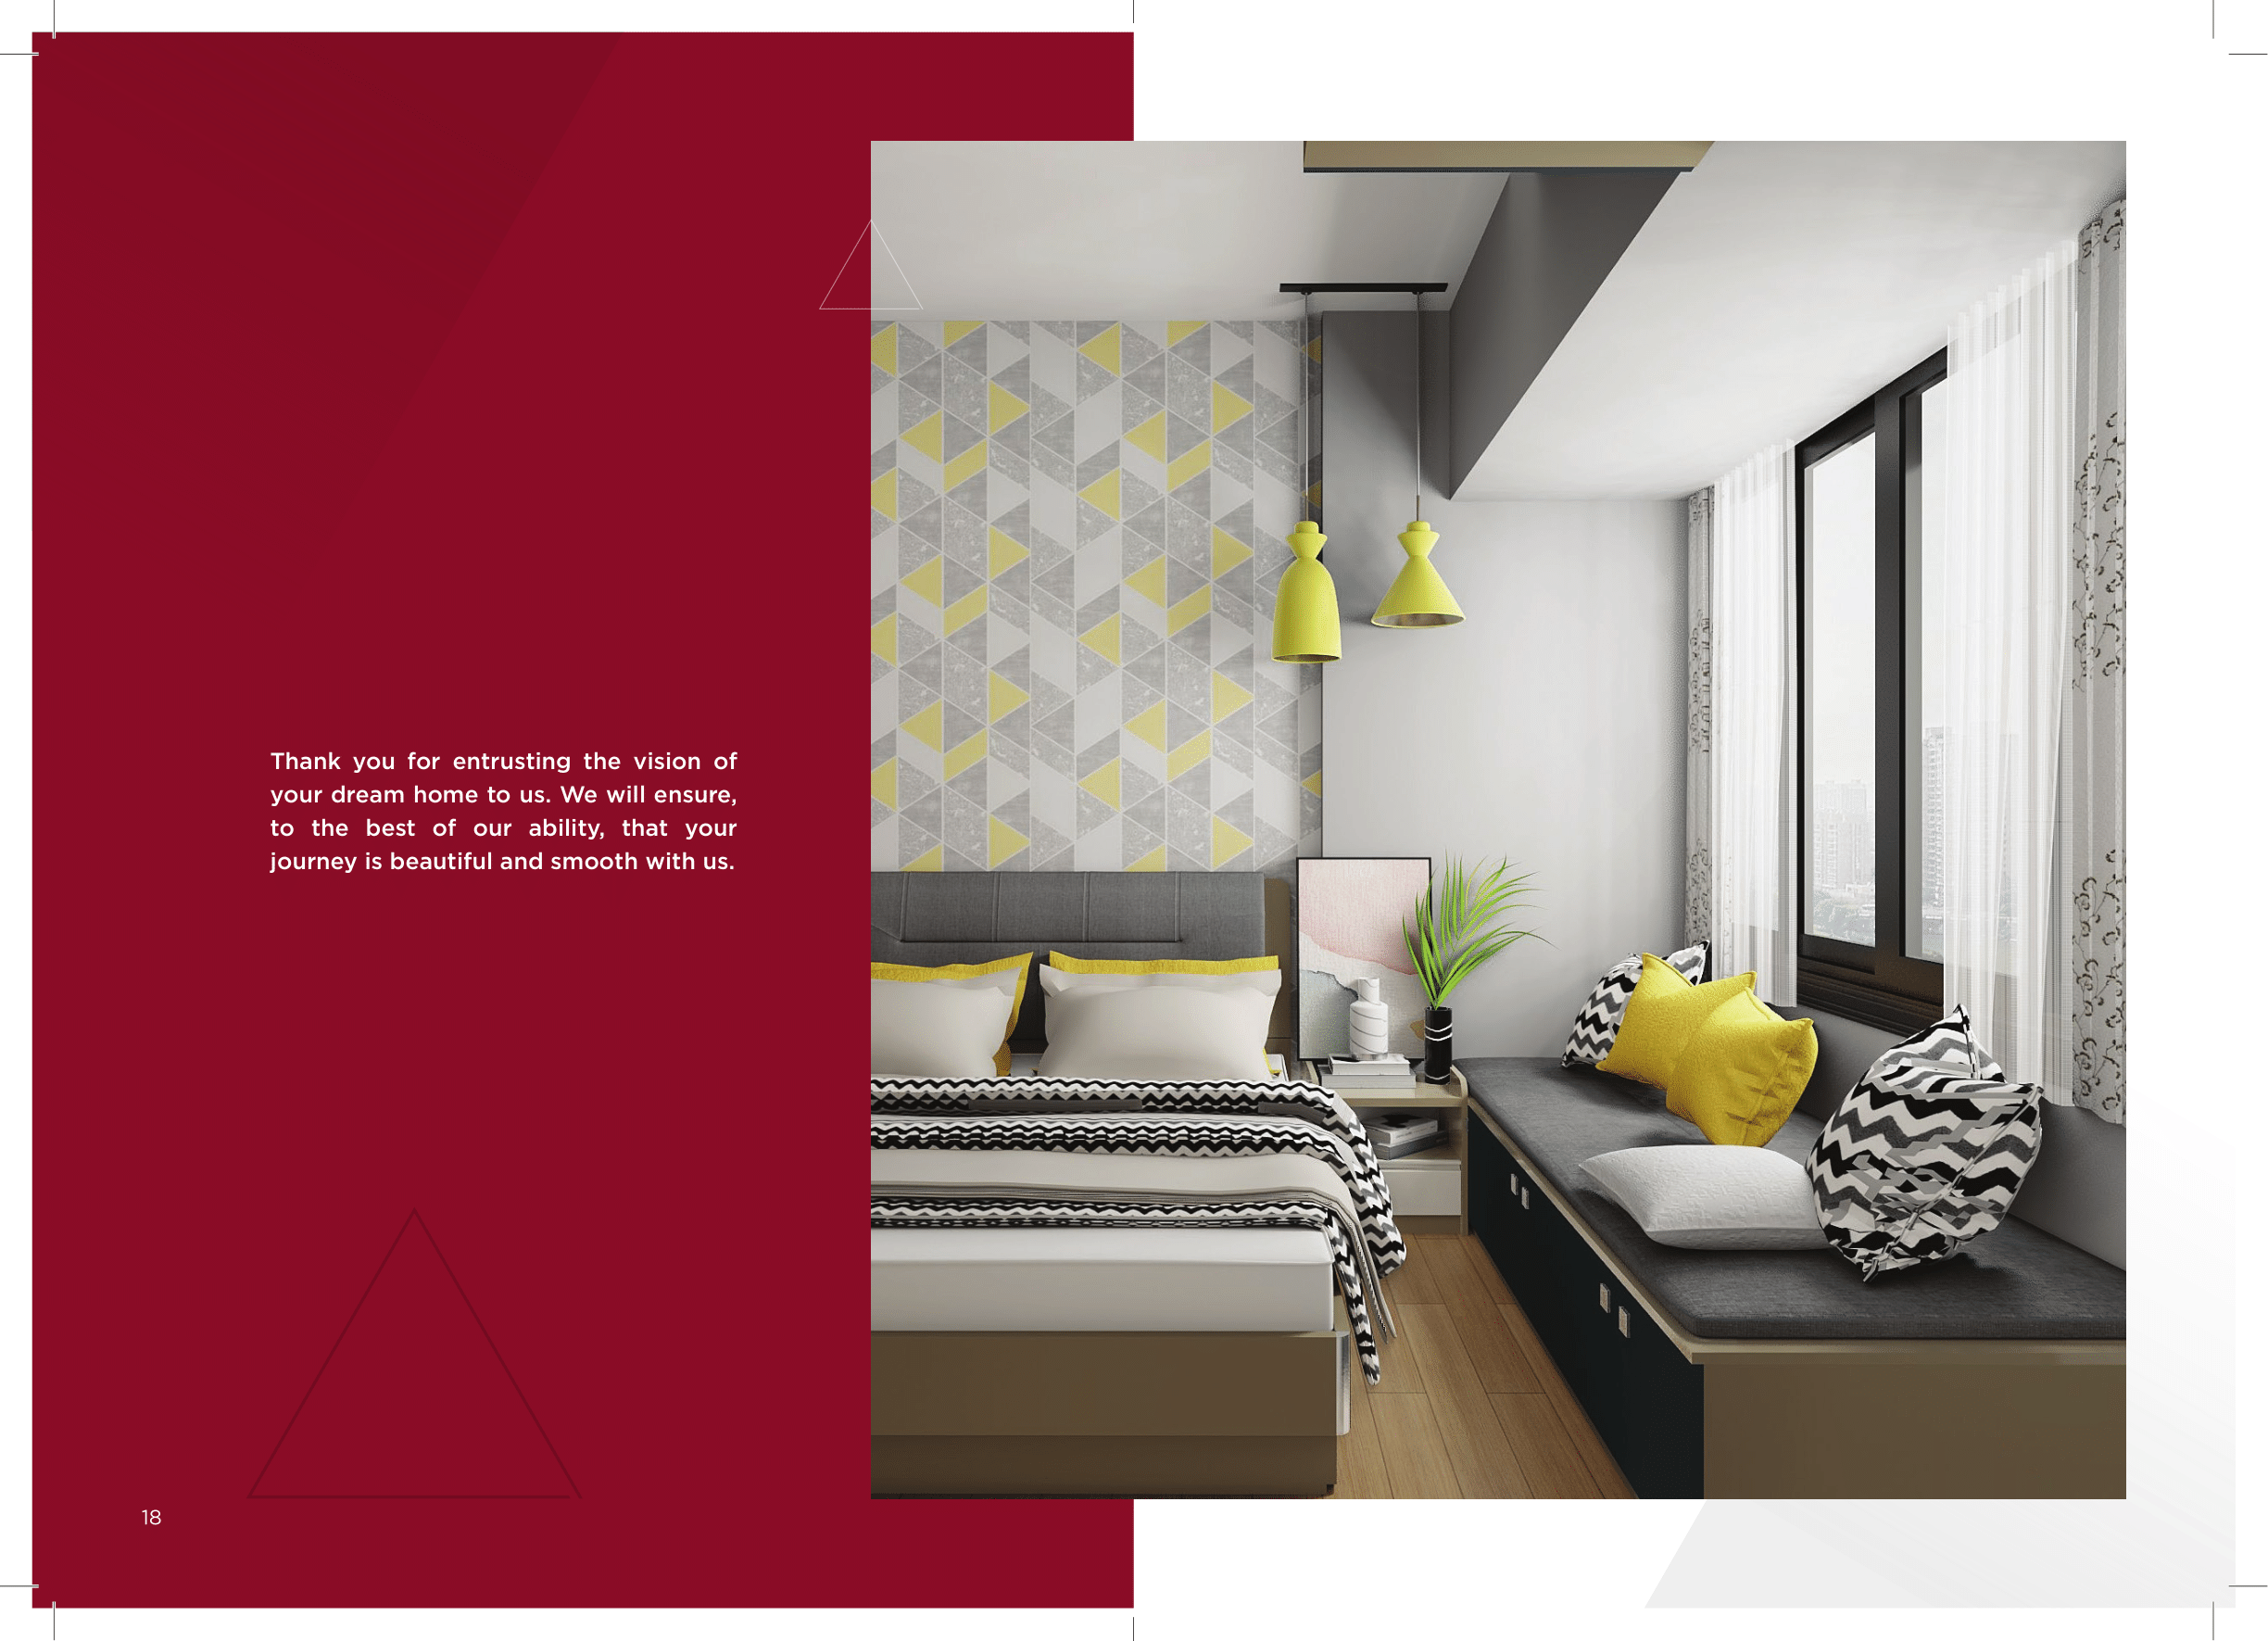 Thank you for entrusting the vision of
your dream home to us. We will ensure,
to the best of our ability, that your
journey is beautiful and smooth with us.
18